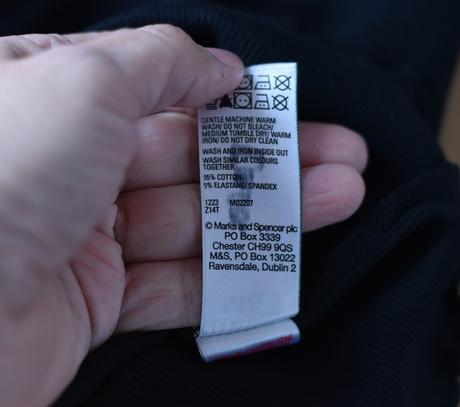 GENTLE MACHINE WARM
WASH/ DO NOT BLEACH/
MEDIUM TUMBLE DRY/ WARM
IRON/ DO NOT DRY CLEAN
WASH AND IRON INSIDE OUT
WASH SIMILAR COLOURS
TOGETHER
95% COTTON
5% ELASTANE/SPANDEX
1223 M02207
Z14T
© Marks and Spencer plc
PO Box 3339
Chester CH99 9QS
M&S, PO Box 13022
Ravensdale, Dublin 2